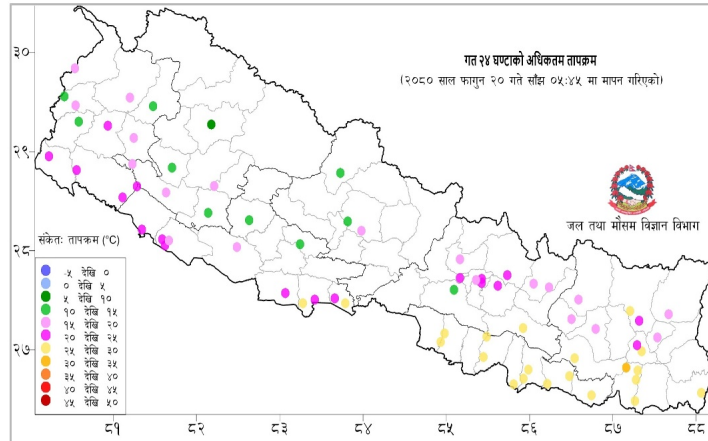 गत २४ घण्टाको अधिकतम तापक्रम
(२०८० साल फागुन २० गते साँझ ०५:४५ मा मापन गरिएको)
जल तथा मौसम विज्ञान विभाग
३०
२९
२८
२७
संकेतः तापक्रम (°C)
-५ देखि ०
० देखि ५
५ देखि १०
१० देखि १५
१५ देखि २०
२० देखि २५
२५ देखि ३०
३० देखि ३५
३५ देखि ४०
४० देखि ४५
४५ देखि ५०
८१ ८२ ८३ ८४ ८५ ८६ ८७ ८८